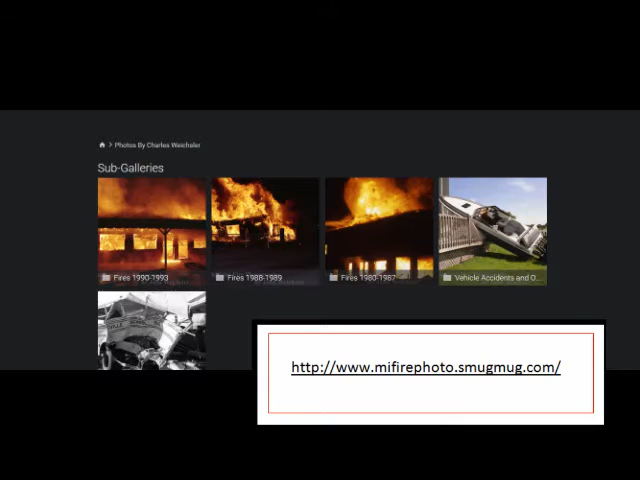 Photos By Charles Weichsler
Sub-Galleries
Fires 1990-1993
Fires 1988-1989
Fires 1980-1987
Vehicle Accidents and O...
http://www.mifirephoto.smugmug.com/